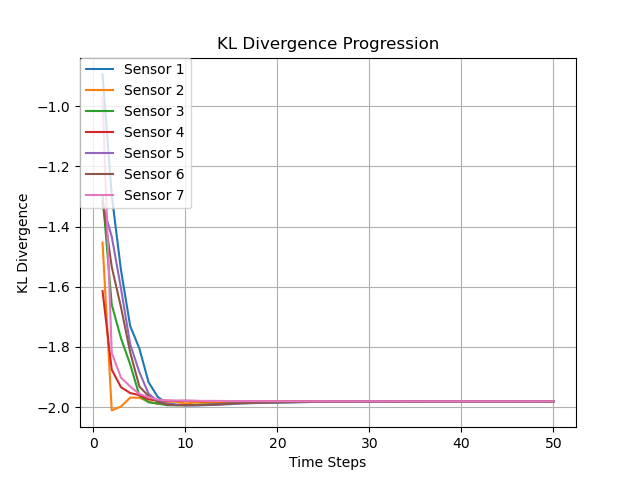 KL Divergence Progression
Sensor 1
Sensor 2
Sensor 3
Sensor 4
Sensor 5
Sensor 6
Sensor 7
KL Divergence
−1.0
−1.2
−1.4
−1.6
−1.8
−2.0
0 10 20 30 40 50
Time Steps